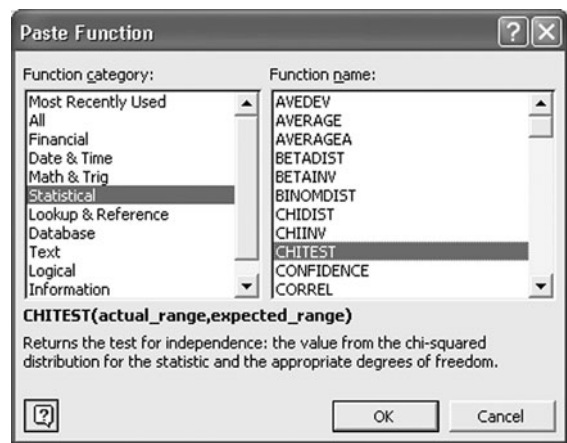 Paste Function
Function category:
Most Recently Used
All
Financial
Date & Time
Math & Trig
Statistical
Lookup & Reference
Database
Text
Logical
Information
Function name:
AVEDEV
AVERAGE
AVERAGEA
BETADIST
BETAINV
BINOMDIST
CHIDIST
CHIINV
CHITEST
CONFIDENCE
CORREL
CHITEST(actual_range,expected_range)
Returns the test for independence: the value from the chi-squared
distribution for the statistic and the appropriate degrees of freedom.
OK
Cancel